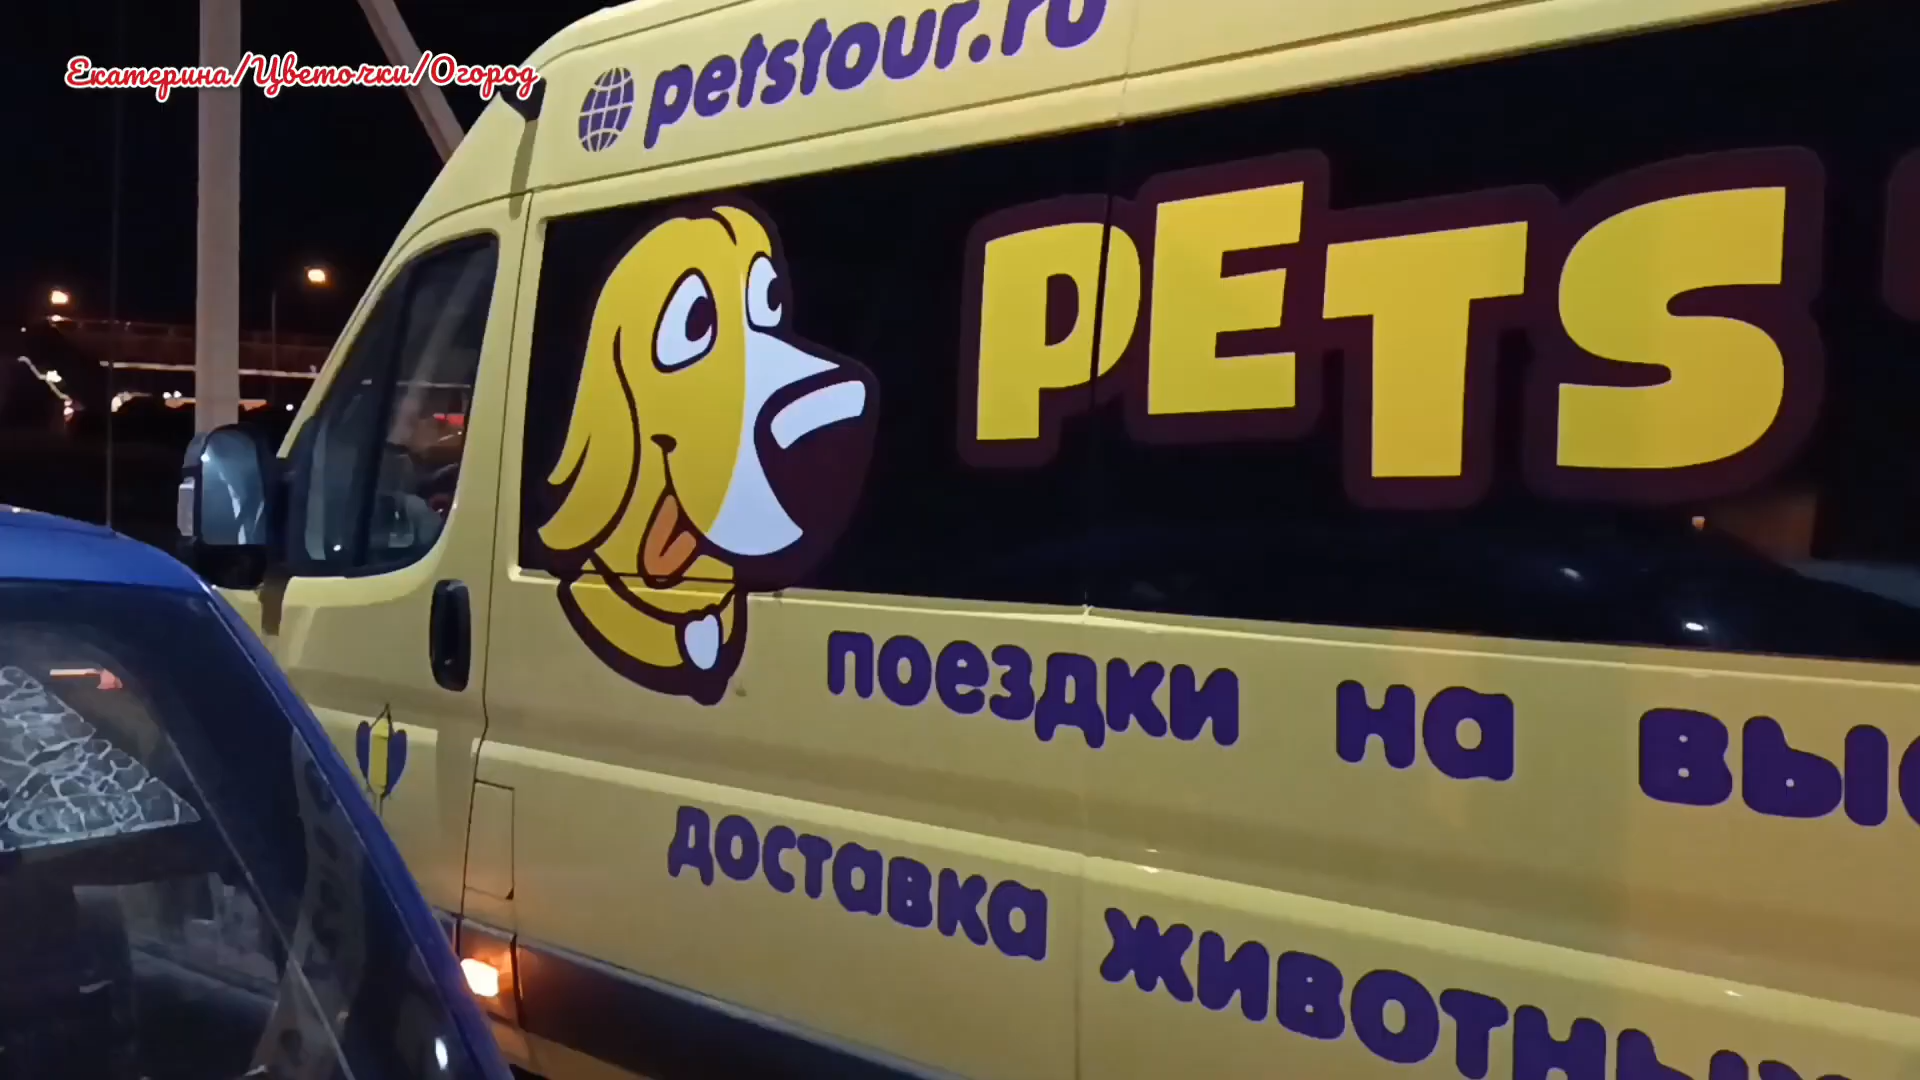 Екатерина/Цветочки/Огород
petstour.ru
PETS
поездки на
доставка